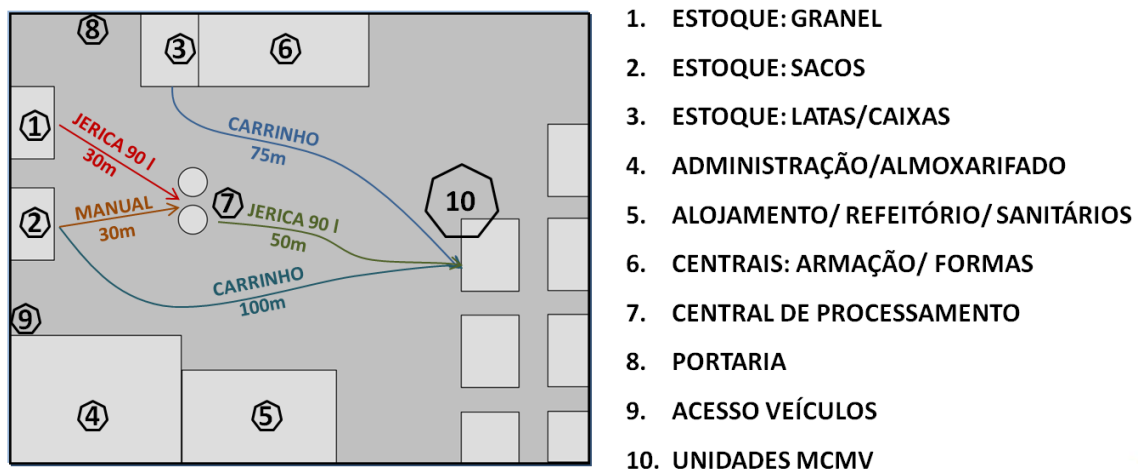 8
3
6
1
JERICA 90 l
30m
CARRINHO
75m
2
MANUAL
30m
7
JERICA 90 l
50m
10
CARRINHO
100m
9
4
5
1. ESTOQUE: GRANEL
2. ESTOQUE: SACOS
3. ESTOQUE: LATAS/CAIXAS
4. ADMINISTRAÇÃO/ALMOXARIFADO
5. ALOJAMENTO/ REFEITÓRIO/ SANITÁRIOS
6. CENTRAIS: ARMAÇÃO/ FORMAS
7. CENTRAL DE PROCESSAMENTO
8. PORTARIA
9. ACESSO VEÍCULOS
10. UNIDADES MCMV